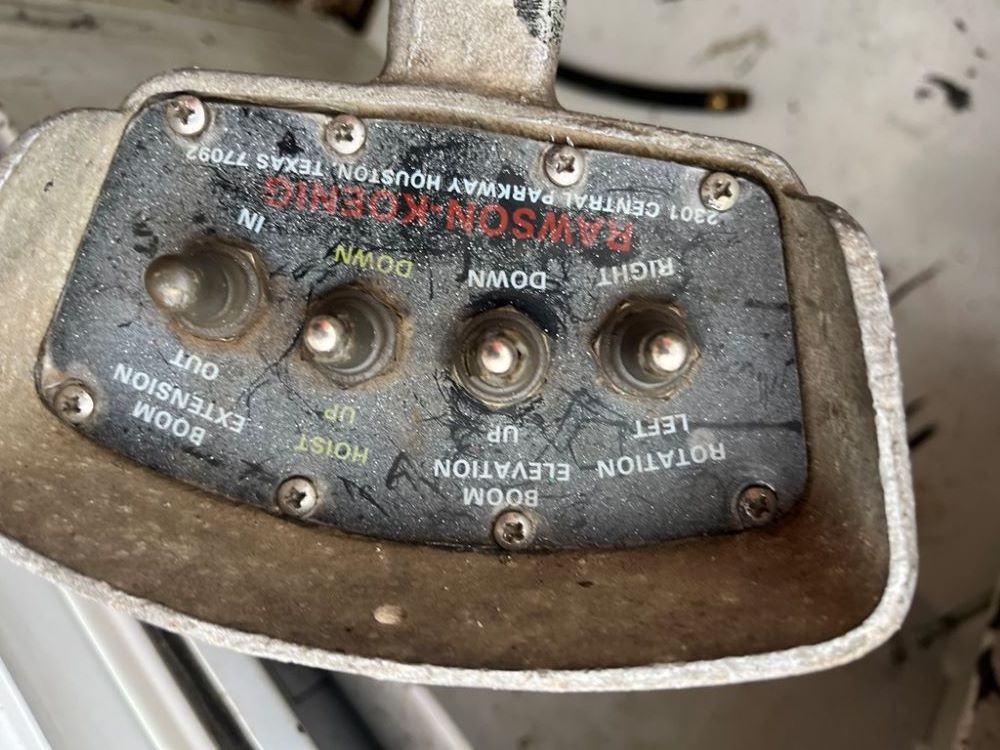 ROTATION
LEFT
RIGHT
BOOM
ELEVATION
UP
DOWN
HOIST
UP
DOWN
BOOM
EXTENSION
OUT
IN
RAWSON-KOENIG
2301 CENTRAL PARKWAY HOUSTON, TEXAS 77092